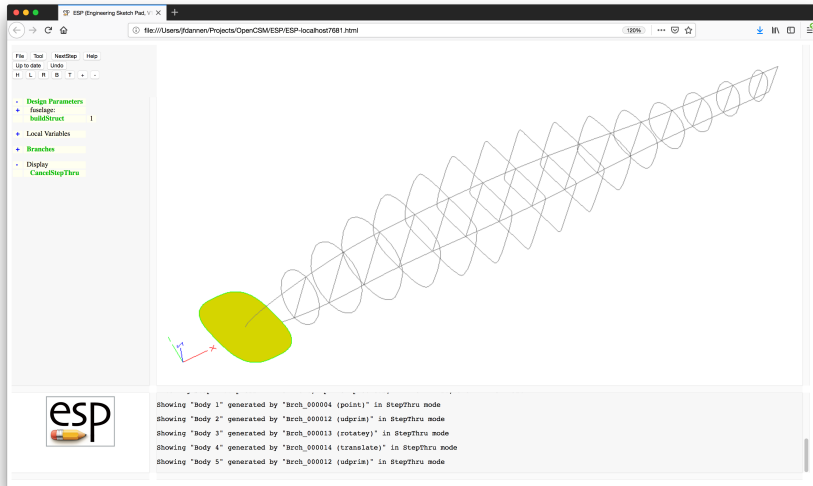 ESP (Engineering Sketch Pad, V
file:///Users/jfdannen/Projects/OpenCSM/ESP/ESP-localhost7681.html
120%
File Tool NextStep Help
Up to date Undo
H L R B T + -
- Design Parameters
+ fuselage:
buildStruct 1
+ Local Variables
+ Branches
- Display
CancelStepThru
X
esp
Showing "Body 1" generated by "Brch_000004 (point)" in StepThru mode
Showing "Body 2" generated by "Brch_000012 (udprim)" in StepThru mode
Showing "Body 3" generated by "Brch_000013 (rotatey)" in StepThru mode
Showing "Body 4" generated by "Brch_000014 (translate)" in StepThru mode
Showing "Body 5" generated by "Brch_000012 (udprim)" in StepThru mode